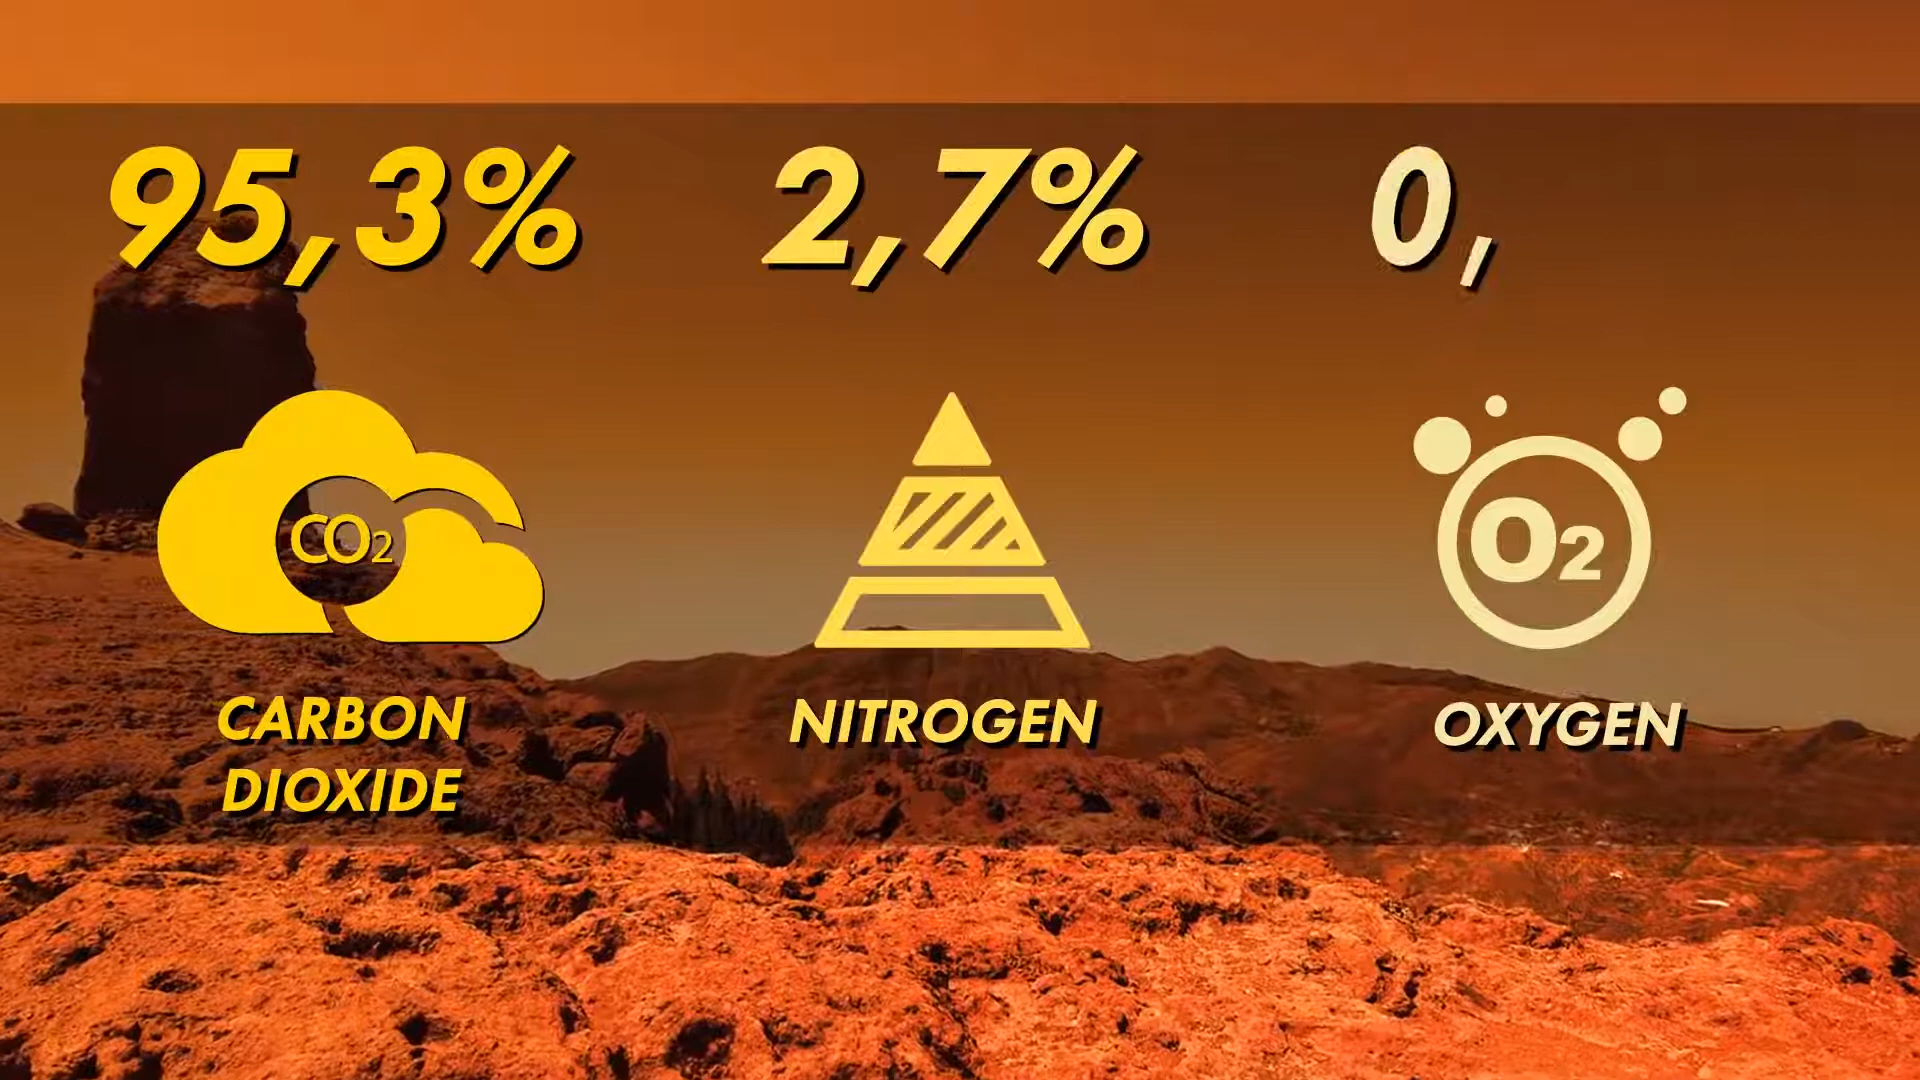 95,3%
2,7%
0,
CO2
O2
CARBON
DIOXIDE
NITROGEN
OXYGEN